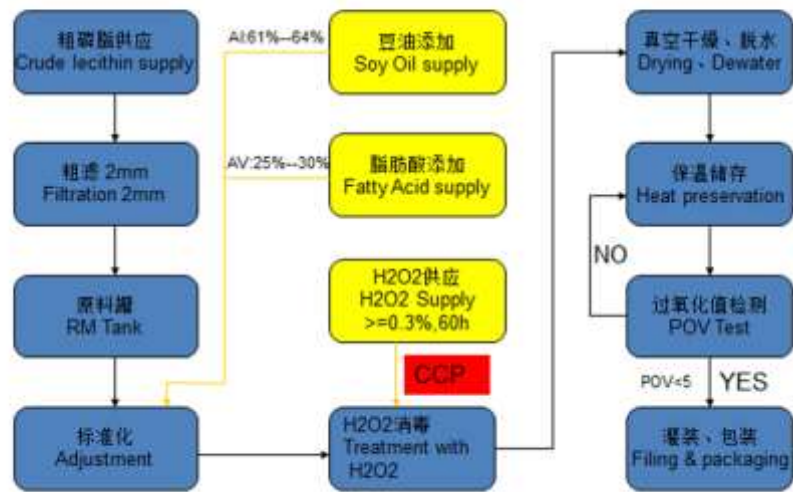 粗磷脂供应
Crude lecithin supply
AI:61%--64%
豆油添加
Soy Oil supply
真空干燥、脱水
Drying、Dewater
粗滤 2mm
Filtration 2mm
AV:25%--30%
脂肪酸添加
Fatty Acid supply
保温储存
Heat preservation
NO
原料罐
RM Tank
H2O2供应
H2O2 Supply
>=0.3%,60h
过氧化值检测
POV Test
CCP
POV<5
YES
标准化
Adjustment
H2O2消毒
Treatment with
H2O2
灌装、包装
Filing & packaging